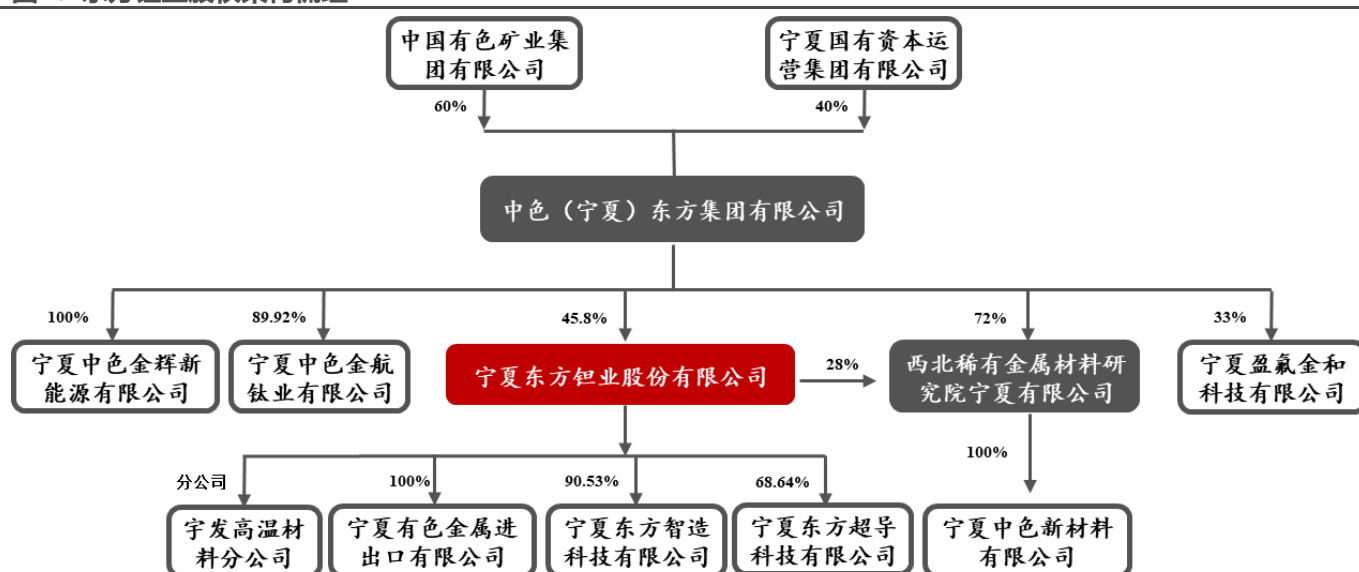 中国有色矿业集
团有限公司
宁夏国有资本运
营集团有限公司
60%
40%
中色（宁夏）东方集团有限公司
100%
89.92%
45.8%
72%
33%
宁夏中色金辉新
能源有限公司
宁夏中色金航
钛业有限公司
宁夏东方钽业股份有限公司
28%
西北稀有金属材料研
究院宁夏有限公司
宁夏盈氟金和
科技有限公司
分公司
100%
90.53%
68.64%
100%
宇发高温材
料分公司
宁夏有色金属进
出口有限公司
宁夏东方智造
科技有限公司
宁夏东方超导
科技有限公司
宁夏中色新材料
有限公司